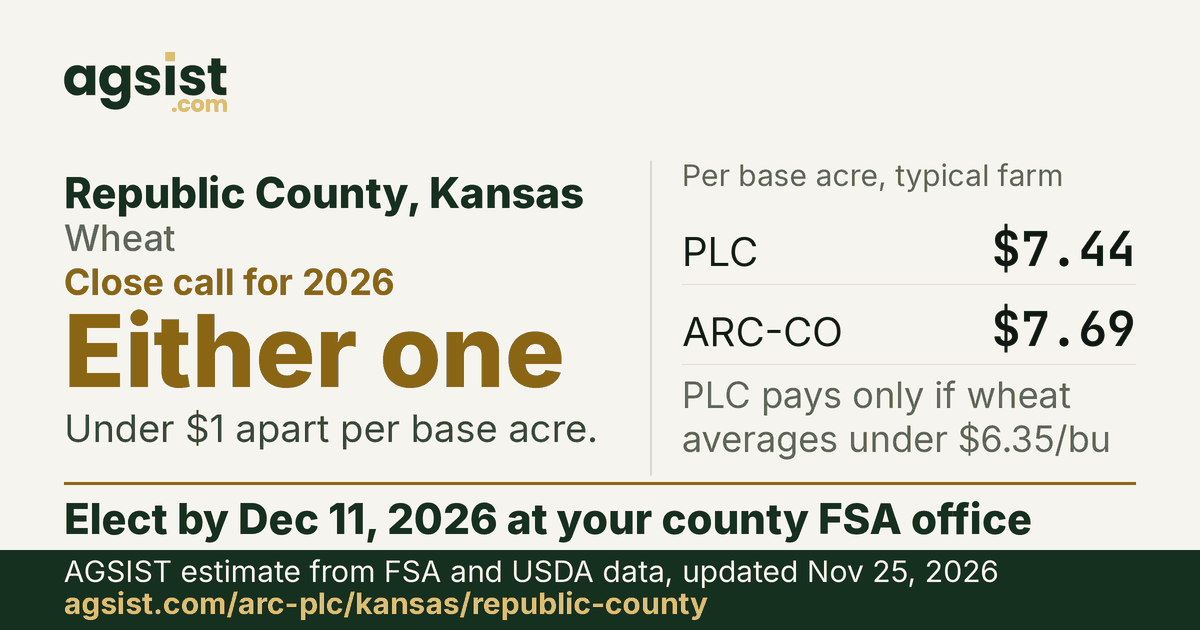 agsist
.com
Republic County, Kansas
Wheat
Close call for 2026
Either one
Under $1 apart per base acre.
Per base acre, typical farm
PLC $7.44
ARC-CO $7.69
PLC pays only if wheat
averages under $6.35/bu
Elect by Dec 11, 2026 at your county FSA office
AGSIST estimate from FSA and USDA data, updated Nov 25, 2026
agsist.com/arc-plc/kansas/republic-county